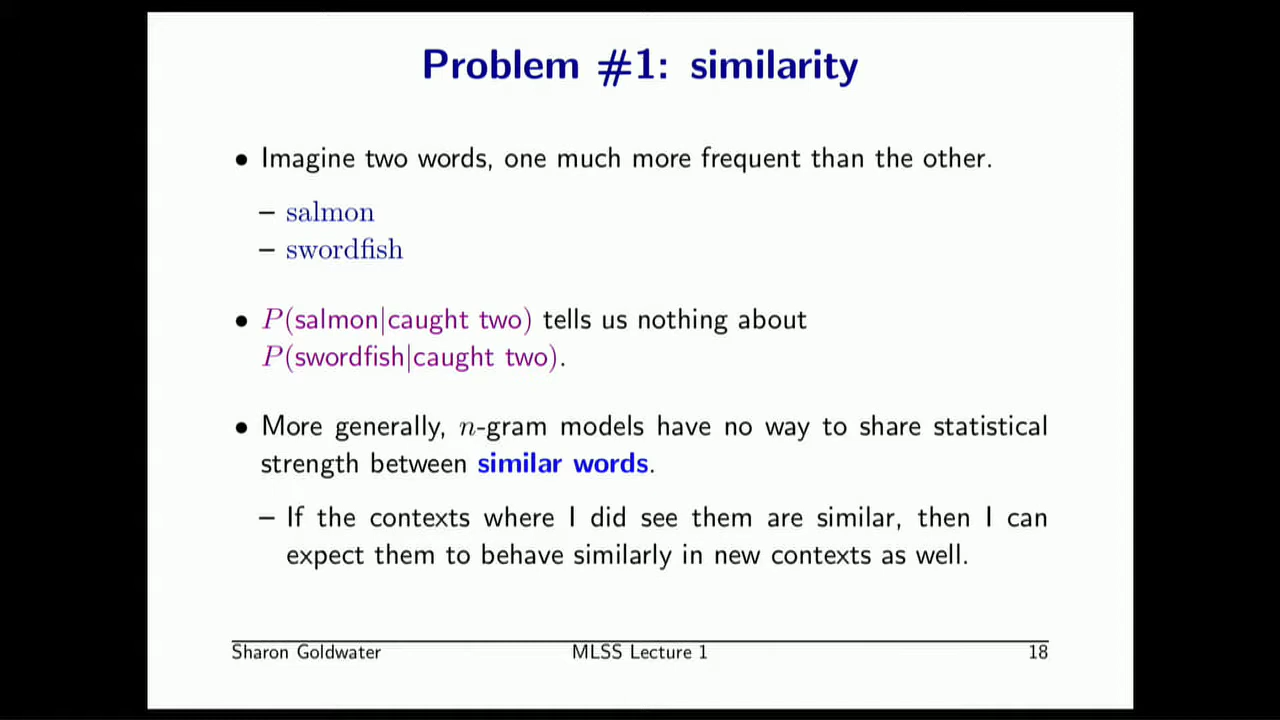 Problem #1: similarity
• Imagine two words, one much more frequent than the other.
– salmon
– swordfish
• P(salmon|caught two) tells us nothing about
P(swordfish|caught two).
• More generally, n-gram models have no way to share statistical
strength between similar words.
– If the contexts where I did see them are similar, then I can
expect them to behave similarly in new contexts as well.
Sharon Goldwater MLSS Lecture 1 18